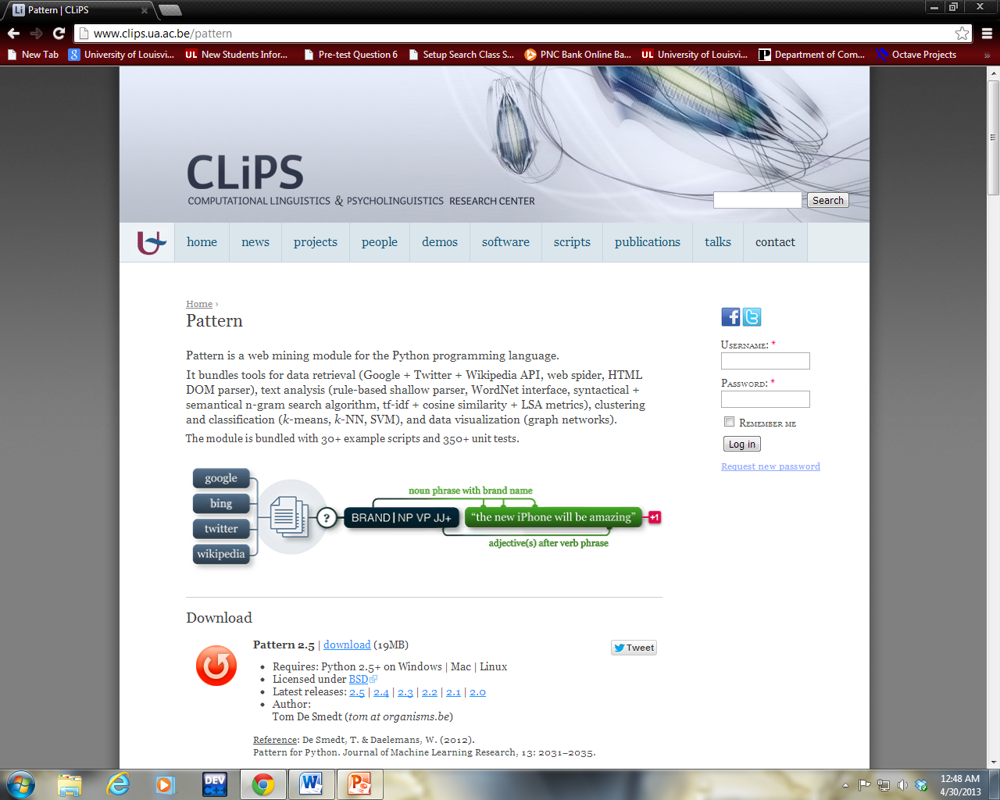 Pattern | CLiPS
www.clips.ua.ac.be/pattern
New Tab
University of Louisvi...
New Students Infor...
Pre-test Question 6
Setup Search Class S...
PNC Bank Online Ba...
University of Louisvi...
Department of Com...
Octave Projects
CLiPS
COMPUTATIONAL LINGUISTICS & PSYCHOLINGUISTICS RESEARCH CENTER
Search
home news projects people demos software scripts publications talks contact
Home ›
Pattern
Pattern is a web mining module for the Python programming language.
It bundles tools for data retrieval (Google + Twitter + Wikipedia API, web spider, HTML
DOM parser), text analysis (rule-based shallow parser, WordNet interface, syntactical +
semantical n-gram search algorithm, tf-idf + cosine similarity + LSA metrics), clustering
and classification (k-means, k-NN, SVM), and data visualization (graph networks).
The module is bundled with 30+ example scripts and 350+ unit tests.
google
bing
twitter
wikipedia
?
BRAND | NP VP JJ+
noun phrase with brand name
“the new iPhone will be amazing”
+1
adjective(s) after verb phrase
Username: *
Password: *
Remember me
Log in
Request new password
Download
Pattern 2.5 | download (19MB)
Tweet
• Requires: Python 2.5+ on Windows | Mac | Linux
• Licensed under BSD
• Latest releases: 2.5 | 2.4 | 2.3 | 2.2 | 2.1 | 2.0
• Author:
Tom De Smedt (tom at organisms.be)
Reference: De Smedt, T. & Daelemans, W. (2012).
Pattern for Python. Journal of Machine Learning Research, 13: 2031–2035.
DEV
C++
12:48 AM
4/30/2013